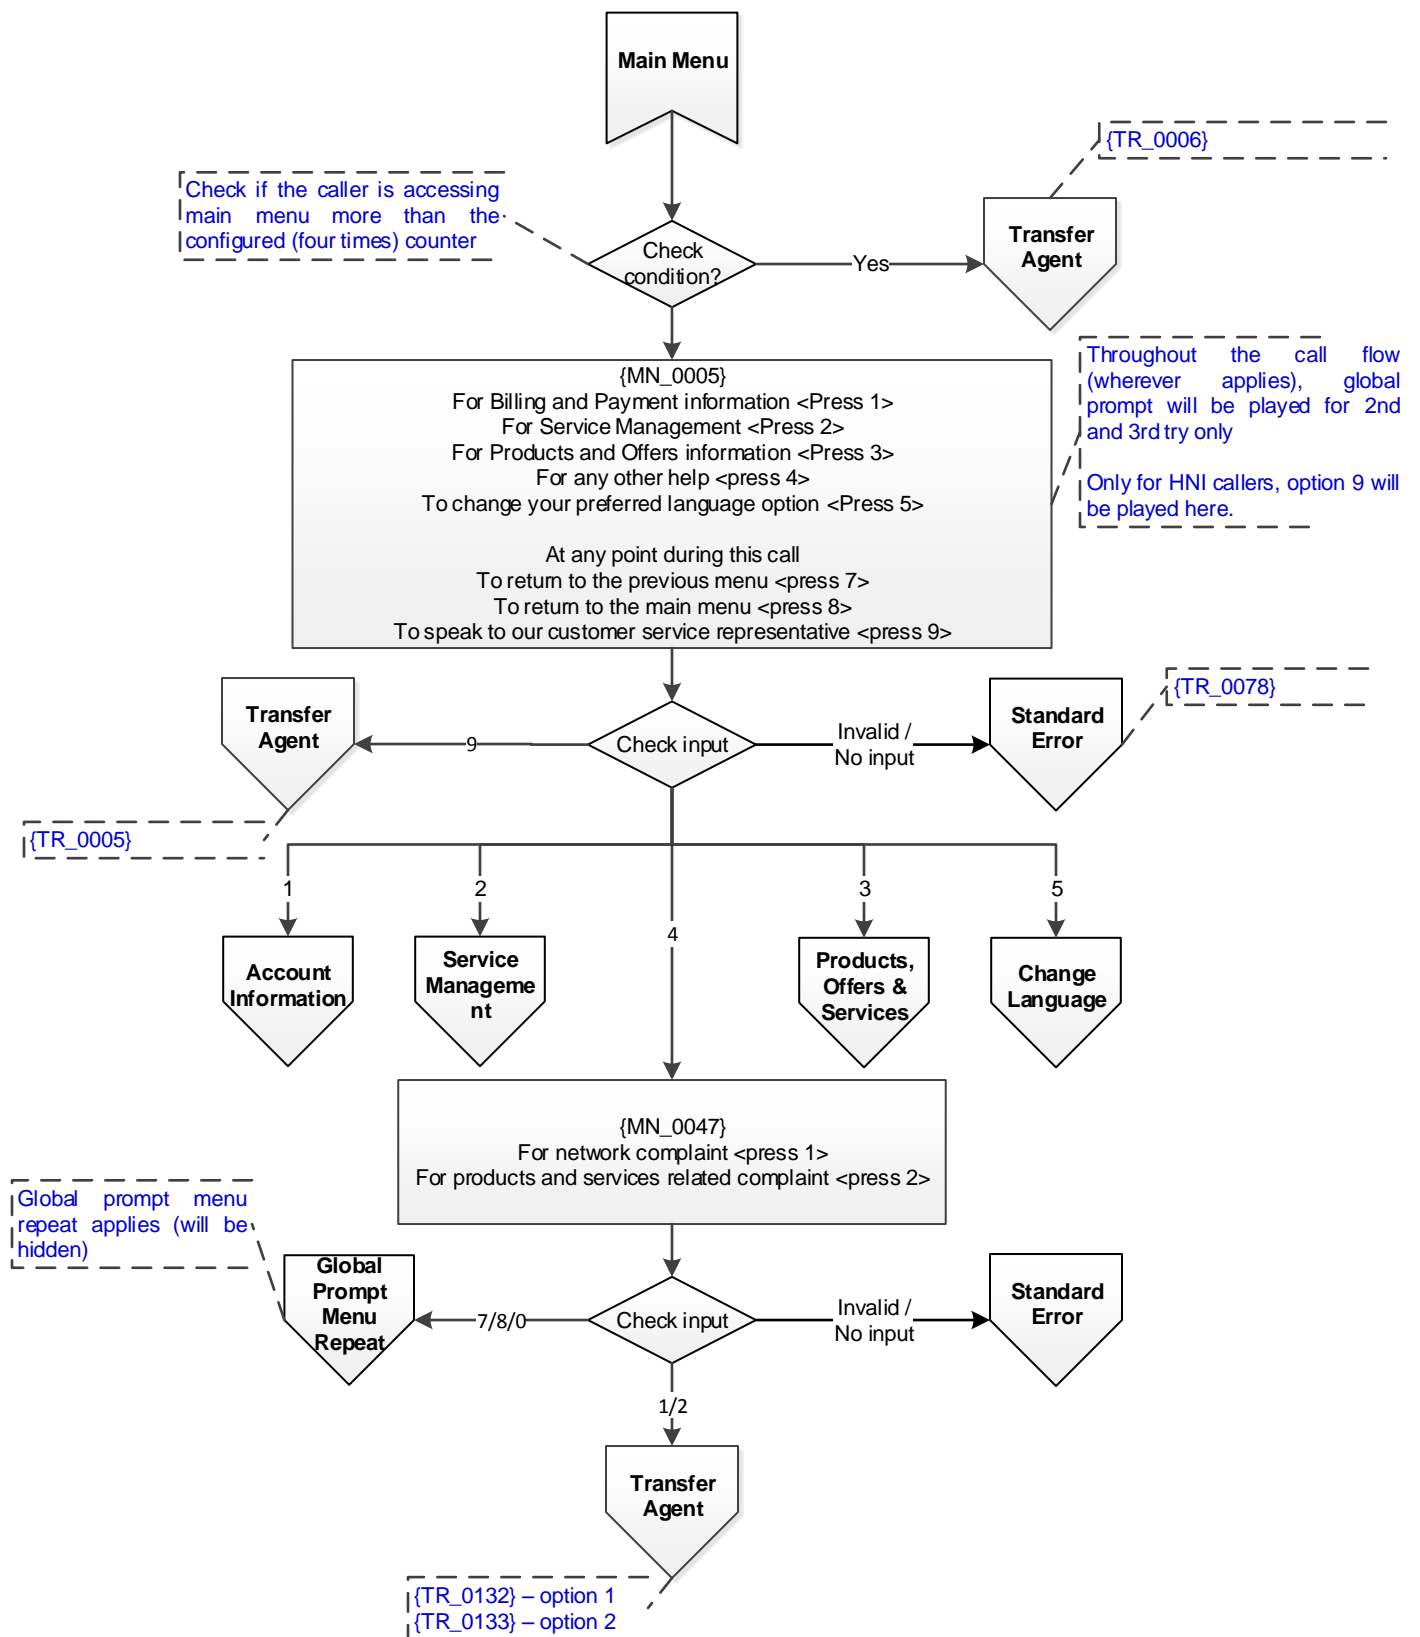 Main Menu
{TR_0006}
Check if the caller is accessing
main menu more than the
configured (four times) counter
Check
condition?
Yes
Transfer
Agent
{MN_0005}
For Billing and Payment information <Press 1>
For Service Management <Press 2>
For Products and Offers information <Press 3>
For any other help <press 4>
To change your preferred language option <Press 5>
At any point during this call
To return to the previous menu <press 7>
To return to the main menu <press 8>
To speak to our customer service representative <press 9>
Throughout the call flow
(wherever applies), global
prompt will be played for 2nd
and 3rd try only
Only for HNI callers, option 9 will
be played here.
Transfer
Agent
9
Check input
Invalid /
No input
Standard
Error
{TR_0078}
{TR_0005}
1
2
4
3
5
Account
Information
Service
Manageme
nt
Products,
Offers &
Services
Change
Language
{MN_0047}
For network complaint <press 1>
For products and services related complaint <press 2>
Global prompt menu
repeat applies (will be
hidden)
Global
Prompt
Menu
Repeat
7/8/0
Check input
Invalid /
No input
Standard
Error
1/2
Transfer
Agent
{TR_0132} – option 1
{TR_0133} – option 2